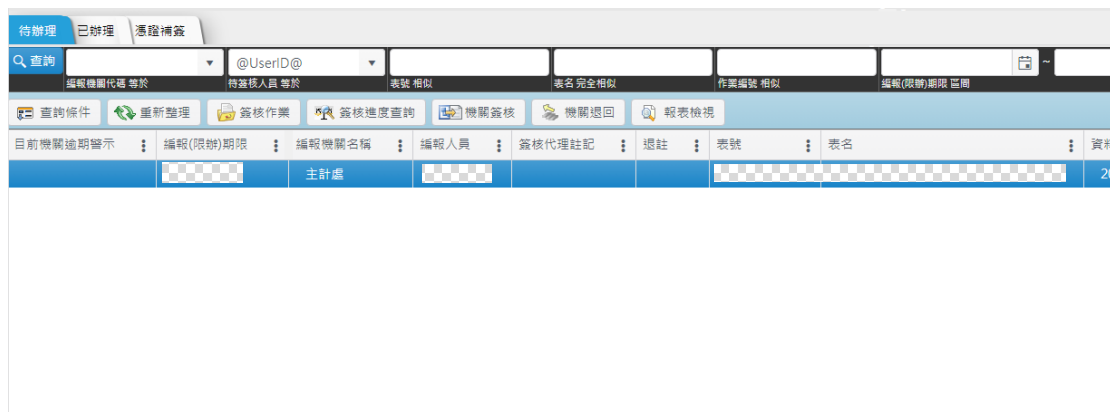 待辦理 已辦理 憑證補簽
查詢 @UserID@ ~
編報機關代碼 等於 待簽核人員 等於 表號 相似 表名 完全相似 作業編號 相似 編報(限辦)期限 區間
查詢條件 重新整理 簽核作業 簽核進度查詢 機關簽核 機關退回 報表檢視
目前機關逾期警示 編報(限辦)期限 編報機關名稱 編報人員 簽核代理註記 退註 表號 表名 資料
主計處 20